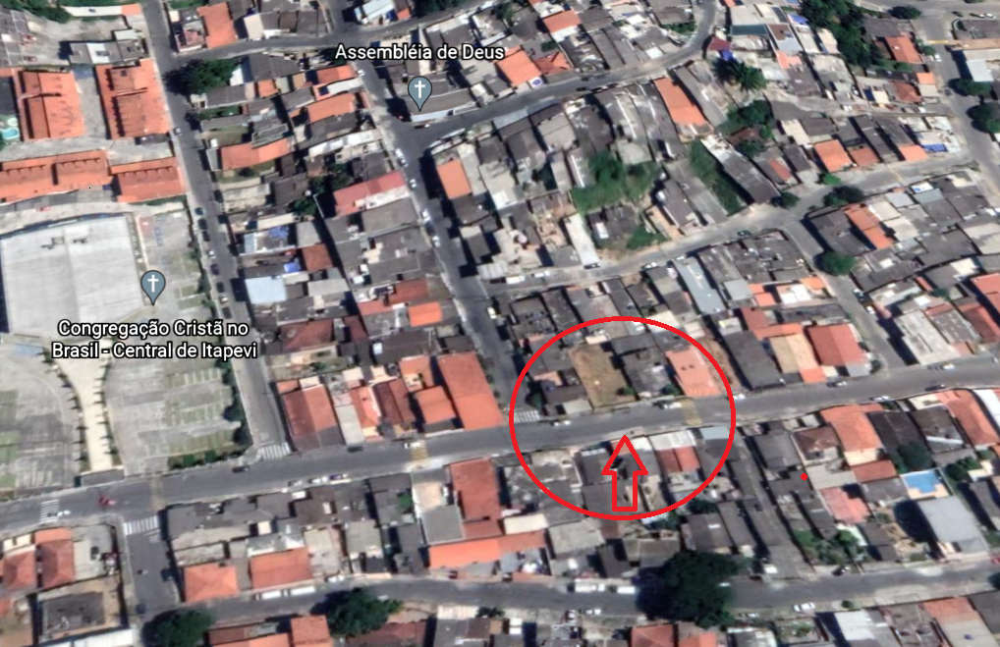 Assembléia de Deus
Congregação Cristã no
Brasil - Central de Itapevi